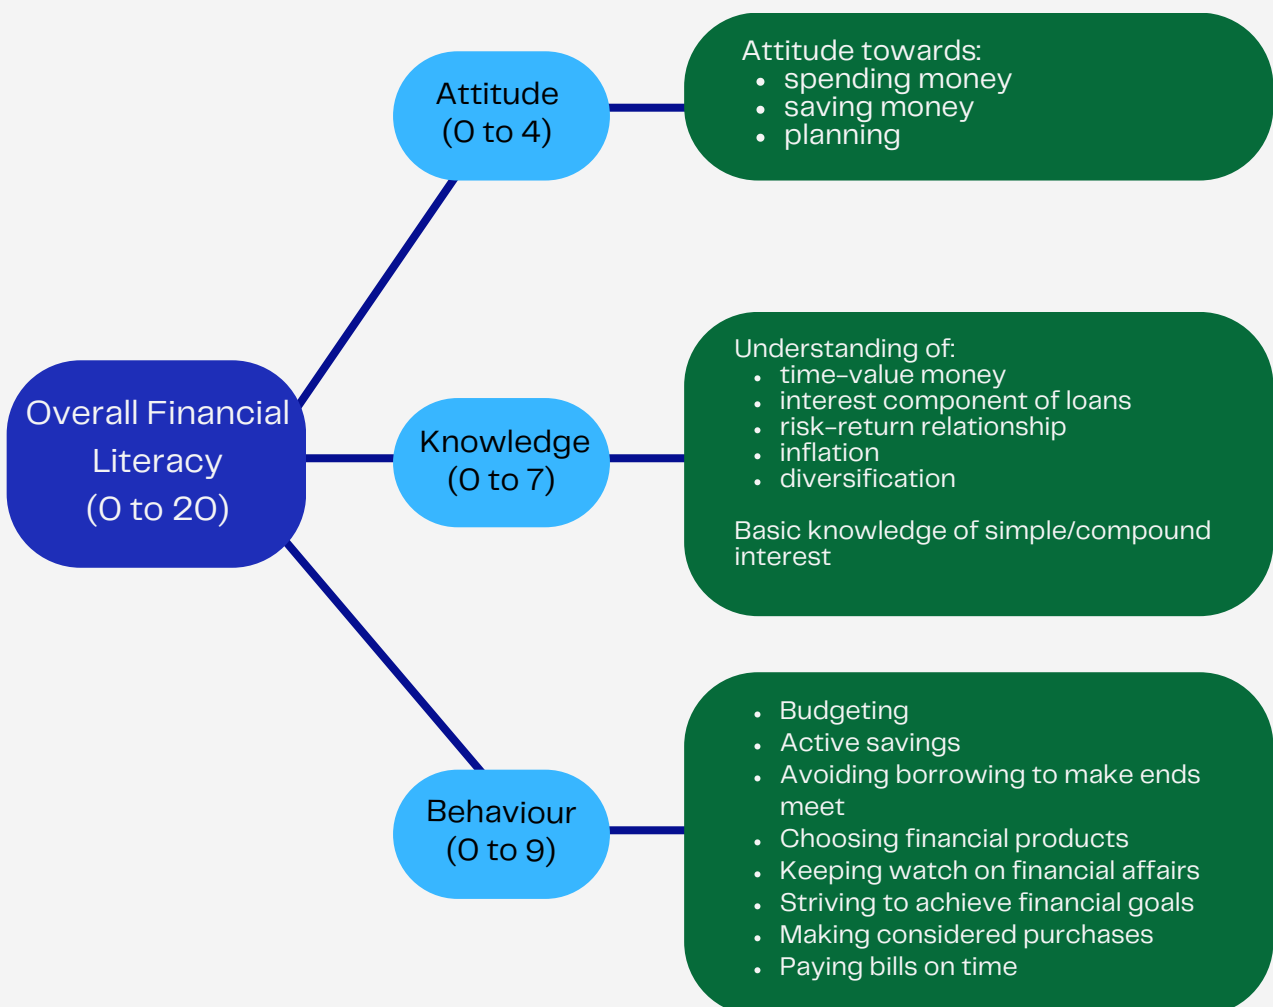 Attitude
(0 to 4)
Attitude towards:
• spending money
• saving money
• planning
Overall Financial
Literacy
(0 to 20)
Knowledge
(0 to 7)
Understanding of:
• time-value money
• interest component of loans
• risk-return relationship
• inflation
• diversification
Basic knowledge of simple/compound
interest
Behaviour
(0 to 9)
• Budgeting
• Active savings
• Avoiding borrowing to make ends
meet
• Choosing financial products
• Keeping watch on financial affairs
• Striving to achieve financial goals
• Making considered purchases
• Paying bills on time